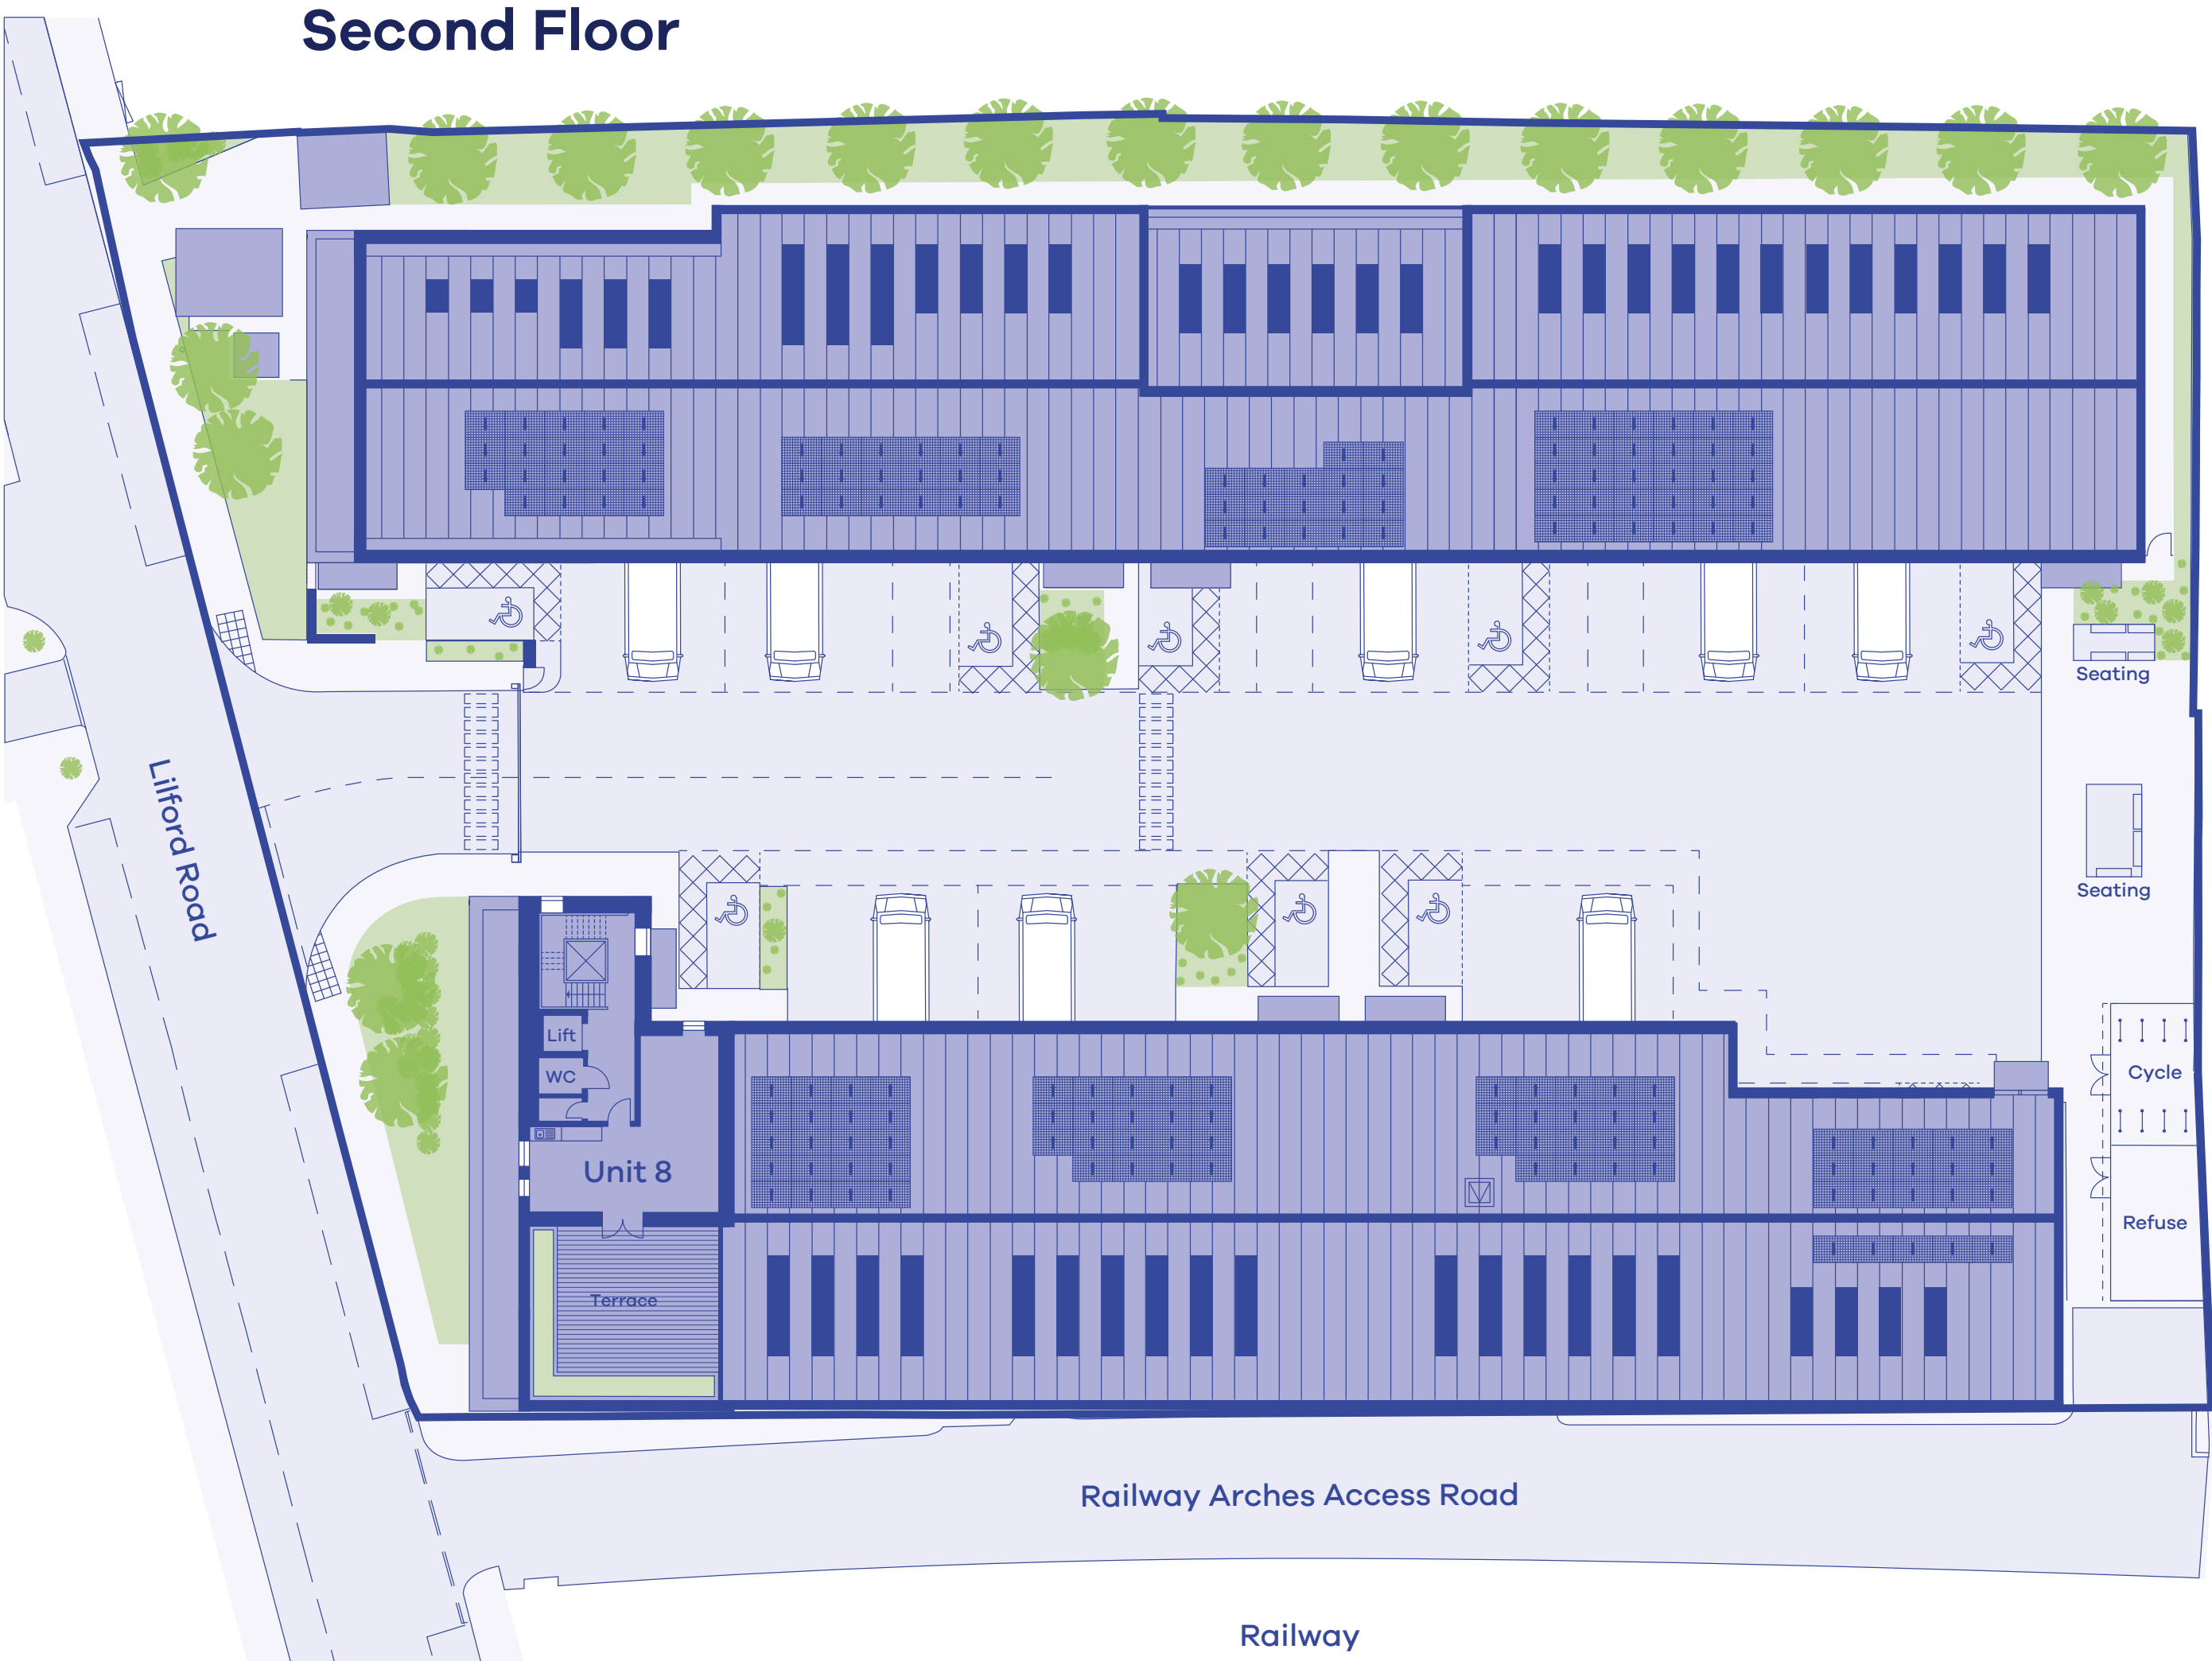 Second Floor
Seating
Lilford Road
Seating
Lift
Cycle
WC
Unit 8
Refuse
Terrace
Railway Arches Access Road
Railway